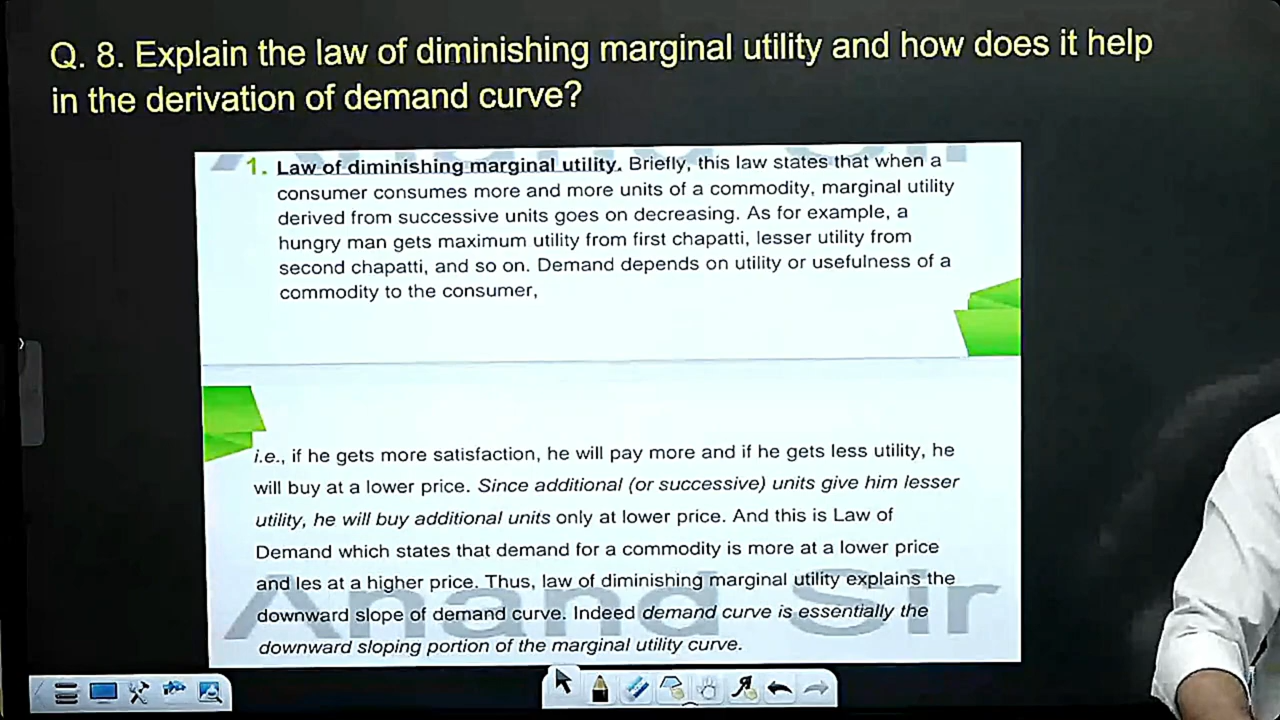 Q. 8. Explain the law of diminishing marginal utility and how does it help
in the derivation of demand curve?
1. Law of diminishing marginal utility. Briefly, this law states that when a
consumer consumes more and more units of a commodity, marginal utility
derived from successive units goes on decreasing. As for example, a
hungry man gets maximum utility from first chapatti, lesser utility from
second chapatti, and so on. Demand depends on utility or usefulness of a
commodity to the consumer,
i.e., if he gets more satisfaction, he will pay more and if he gets less utility, he
will buy at a lower price. Since additional (or successive) units give him lesser
utility, he will buy additional units only at lower price. And this is Law of
Demand which states that demand for a commodity is more at a lower price
and les at a higher price. Thus, law of diminishing marginal utility explains the
downward slope of demand curve. Indeed demand curve is essentially the
downward sloping portion of the marginal utility curve.
Anand Sir